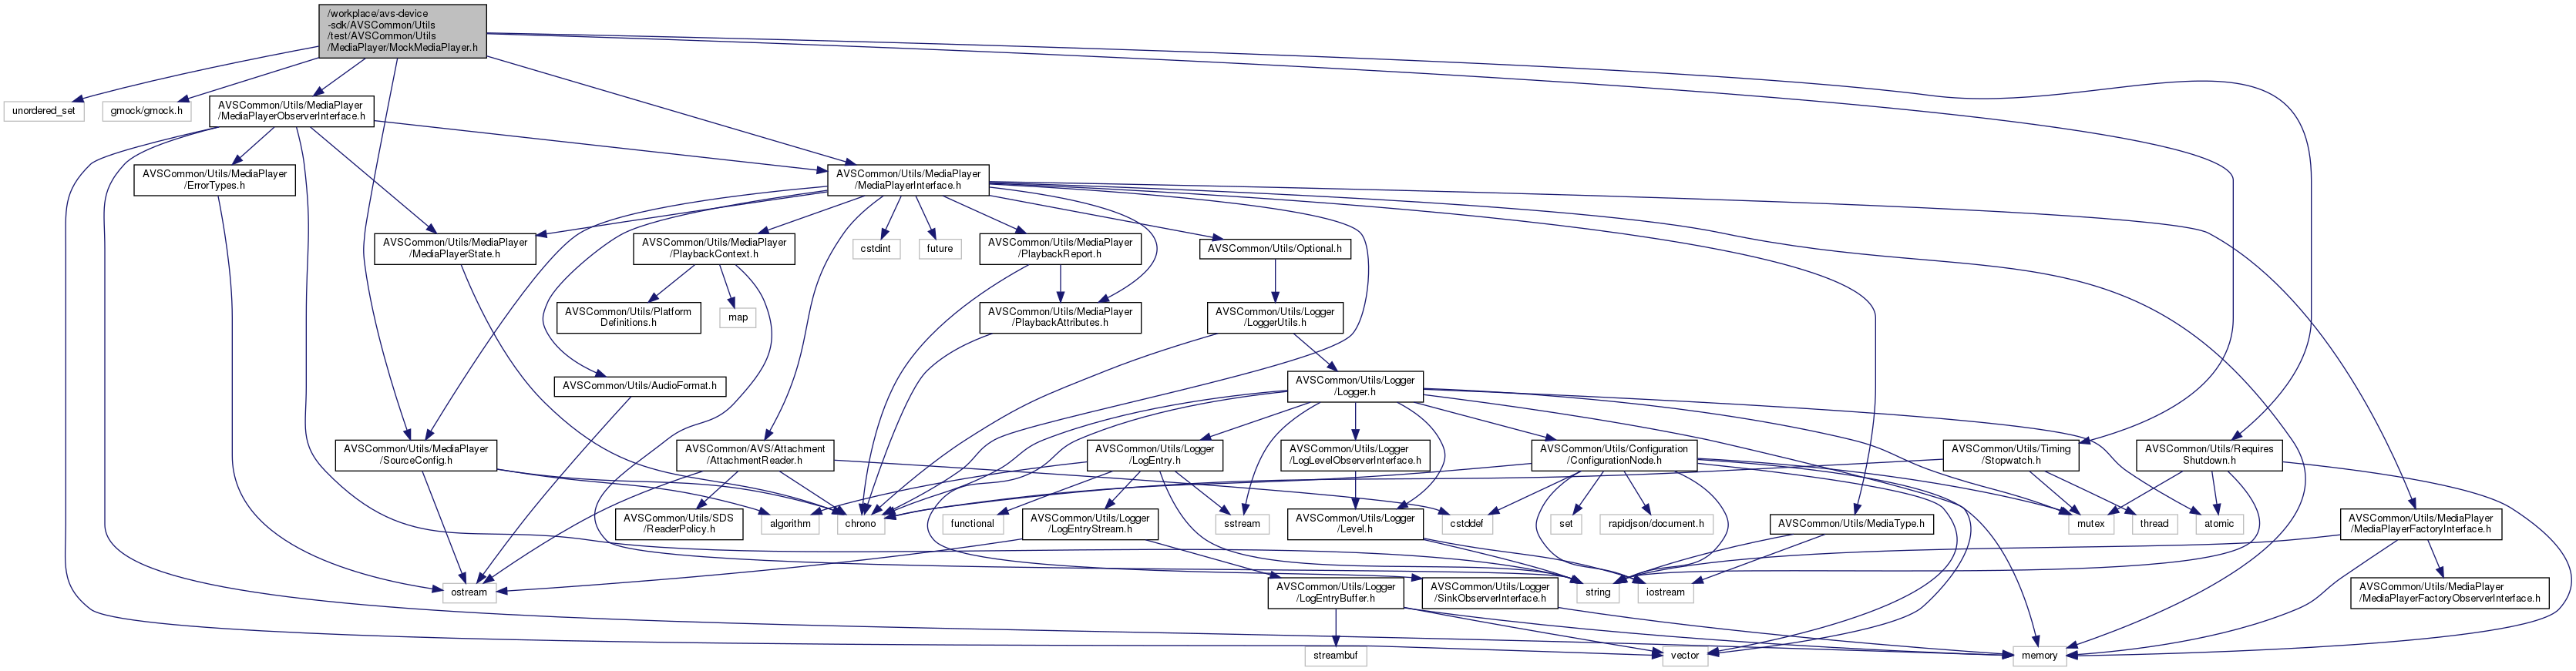 /workplace/avs-device
-sdk/AVSCommon/Utils
/test/AVSCommon/Utils
/MediaPlayer/MockMediaPlayer.h
unordered_set
gmock/gmock.h
AVSCommon/Utils/MediaPlayer
/MediaPlayerObserverInterface.h
AVSCommon/Utils/MediaPlayer
/ErrorTypes.h
AVSCommon/Utils/MediaPlayer
/MediaPlayerInterface.h
AVSCommon/Utils/MediaPlayer
/MediaPlayerState.h
AVSCommon/Utils/MediaPlayer
/PlaybackContext.h
cstdint
future
AVSCommon/Utils/MediaPlayer
/PlaybackReport.h
AVSCommon/Utils/Optional.h
AVSCommon/Utils/Platform
Definitions.h
map
AVSCommon/Utils/MediaPlayer
/PlaybackAttributes.h
AVSCommon/Utils/Logger
/LoggerUtils.h
AVSCommon/Utils/AudioFormat.h
AVSCommon/Utils/Logger
/Logger.h
AVSCommon/Utils/MediaPlayer
/SourceConfig.h
AVSCommon/AVS/Attachment
/AttachmentReader.h
AVSCommon/Utils/Logger
/LogEntry.h
AVSCommon/Utils/Logger
/LogLevelObserverInterface.h
AVSCommon/Utils/Configuration
/ConfigurationNode.h
AVSCommon/Utils/Timing
/Stopwatch.h
AVSCommon/Utils/Requires
Shutdown.h
AVSCommon/Utils/SDS
/ReaderPolicy.h
algorithm
chrono
functional
AVSCommon/Utils/Logger
/LogEntryStream.h
sstream
AVSCommon/Utils/Logger
/Level.h
cstddef
set
rapidjson/document.h
AVSCommon/Utils/MediaType.h
mutex
thread
atomic
AVSCommon/Utils/MediaPlayer
/MediaPlayerFactoryInterface.h
ostream
AVSCommon/Utils/Logger
/LogEntryBuffer.h
AVSCommon/Utils/Logger
/SinkObserverInterface.h
string
iostream
AVSCommon/Utils/MediaPlayer
/MediaPlayerFactoryObserverInterface.h
streambuf
vector
memory